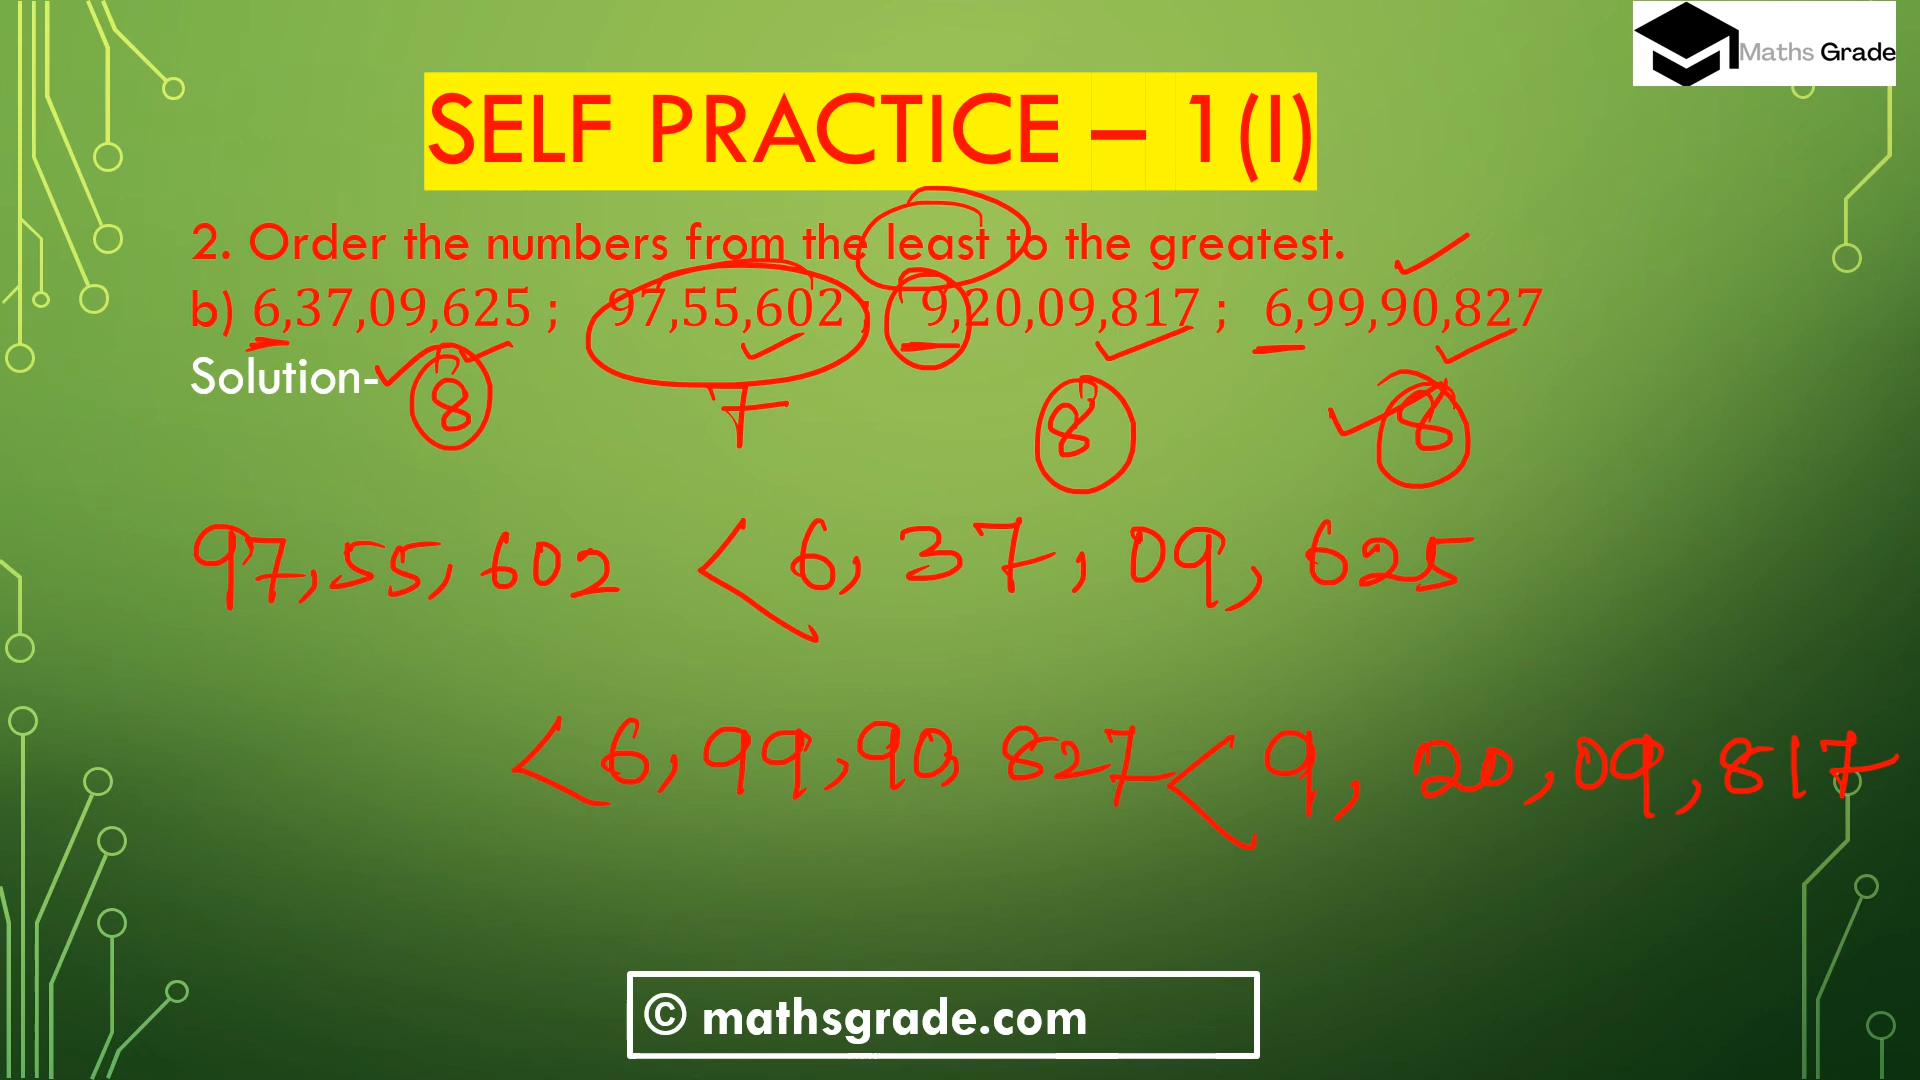 Maths Grade
SELF PRACTICE – 1(I)
2. Order the numbers from the least to the greatest.
b) 6,37,09,625 ; 97,55,602 ; 9,20,09,817 ; 6,99,90,827
Solution-
8 7 8 8
97,55,602 < 6,37,09,625
< 6,99,90,827 < 9,20,09,817
© mathsgrade.com